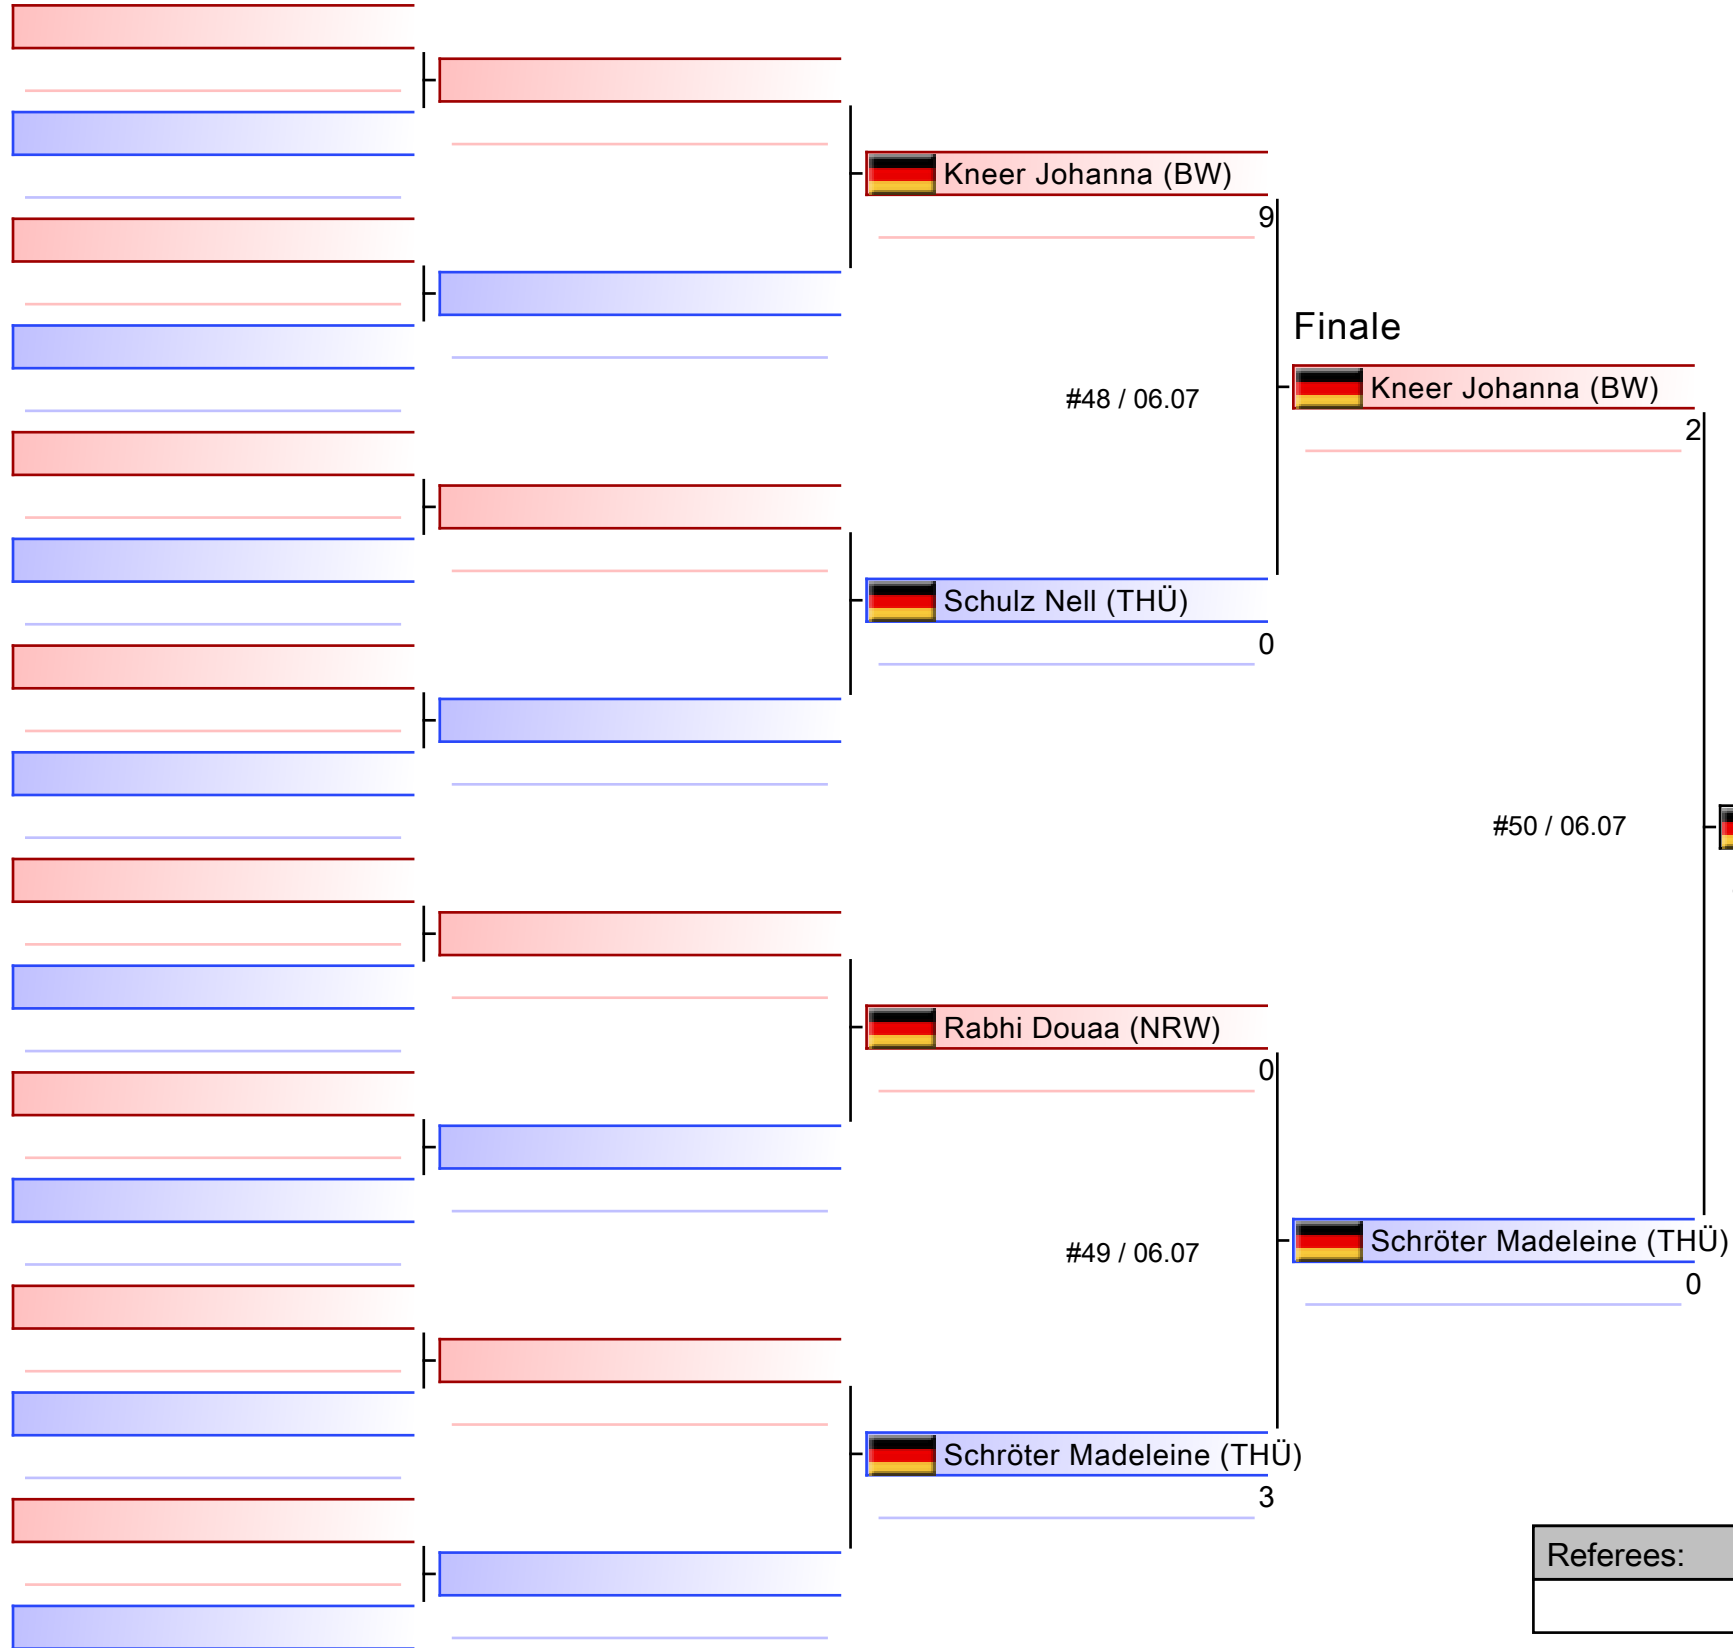 Kneer Johanna (BW)
9
Finale
#48 / 06.07
Kneer Johanna (BW)
2
Schulz Nell (THÜ)
0
#50 / 06.07
Rabhi Douaa (NRW)
0
#49 / 06.07
Schröter Madeleine (THÜ)
0
Schröter Madeleine (THÜ)
3
Referees: